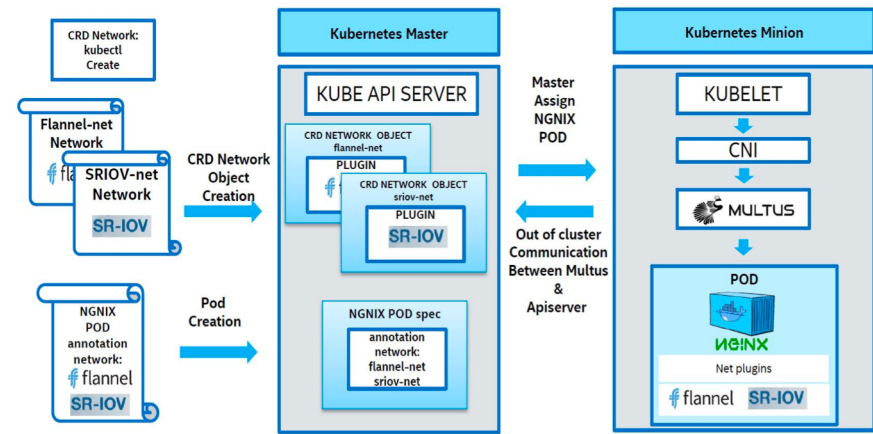 CRD Network:
kubectl
Create
Flannel-net
Network
SRIOV-net
Network
SR-IOV
CRD Network
Object
Creation
NGNIX
POD
annotation
network:
flannel
SR-IOV
Pod
Creation
Kubernetes Master
KUBE API SERVER
CRD NETWORK OBJECT
flannel-net
PLUGIN
CRD NETWORK OBJECT
sriov-net
PLUGIN
SR-IOV
NGNIX POD spec
annotation
network:
flannel-net
sriov-net
Master
Assign
NGNIX
POD
Out of cluster
Communication
Between Multus
&
Apiserver
Kubernetes Minion
KUBELET
CNI
MULTUS
POD
NGINX
Net plugins
flannel SR-IOV